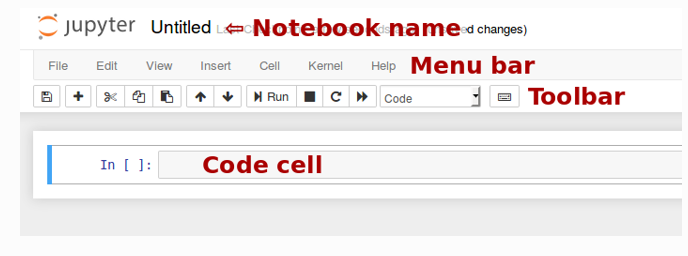 jupyter Untitled ⇐ Notebook name d changes)
File Edit View Insert Cell Kernel Help Menu bar
Run Code Toolbar
In [ ]: Code cell